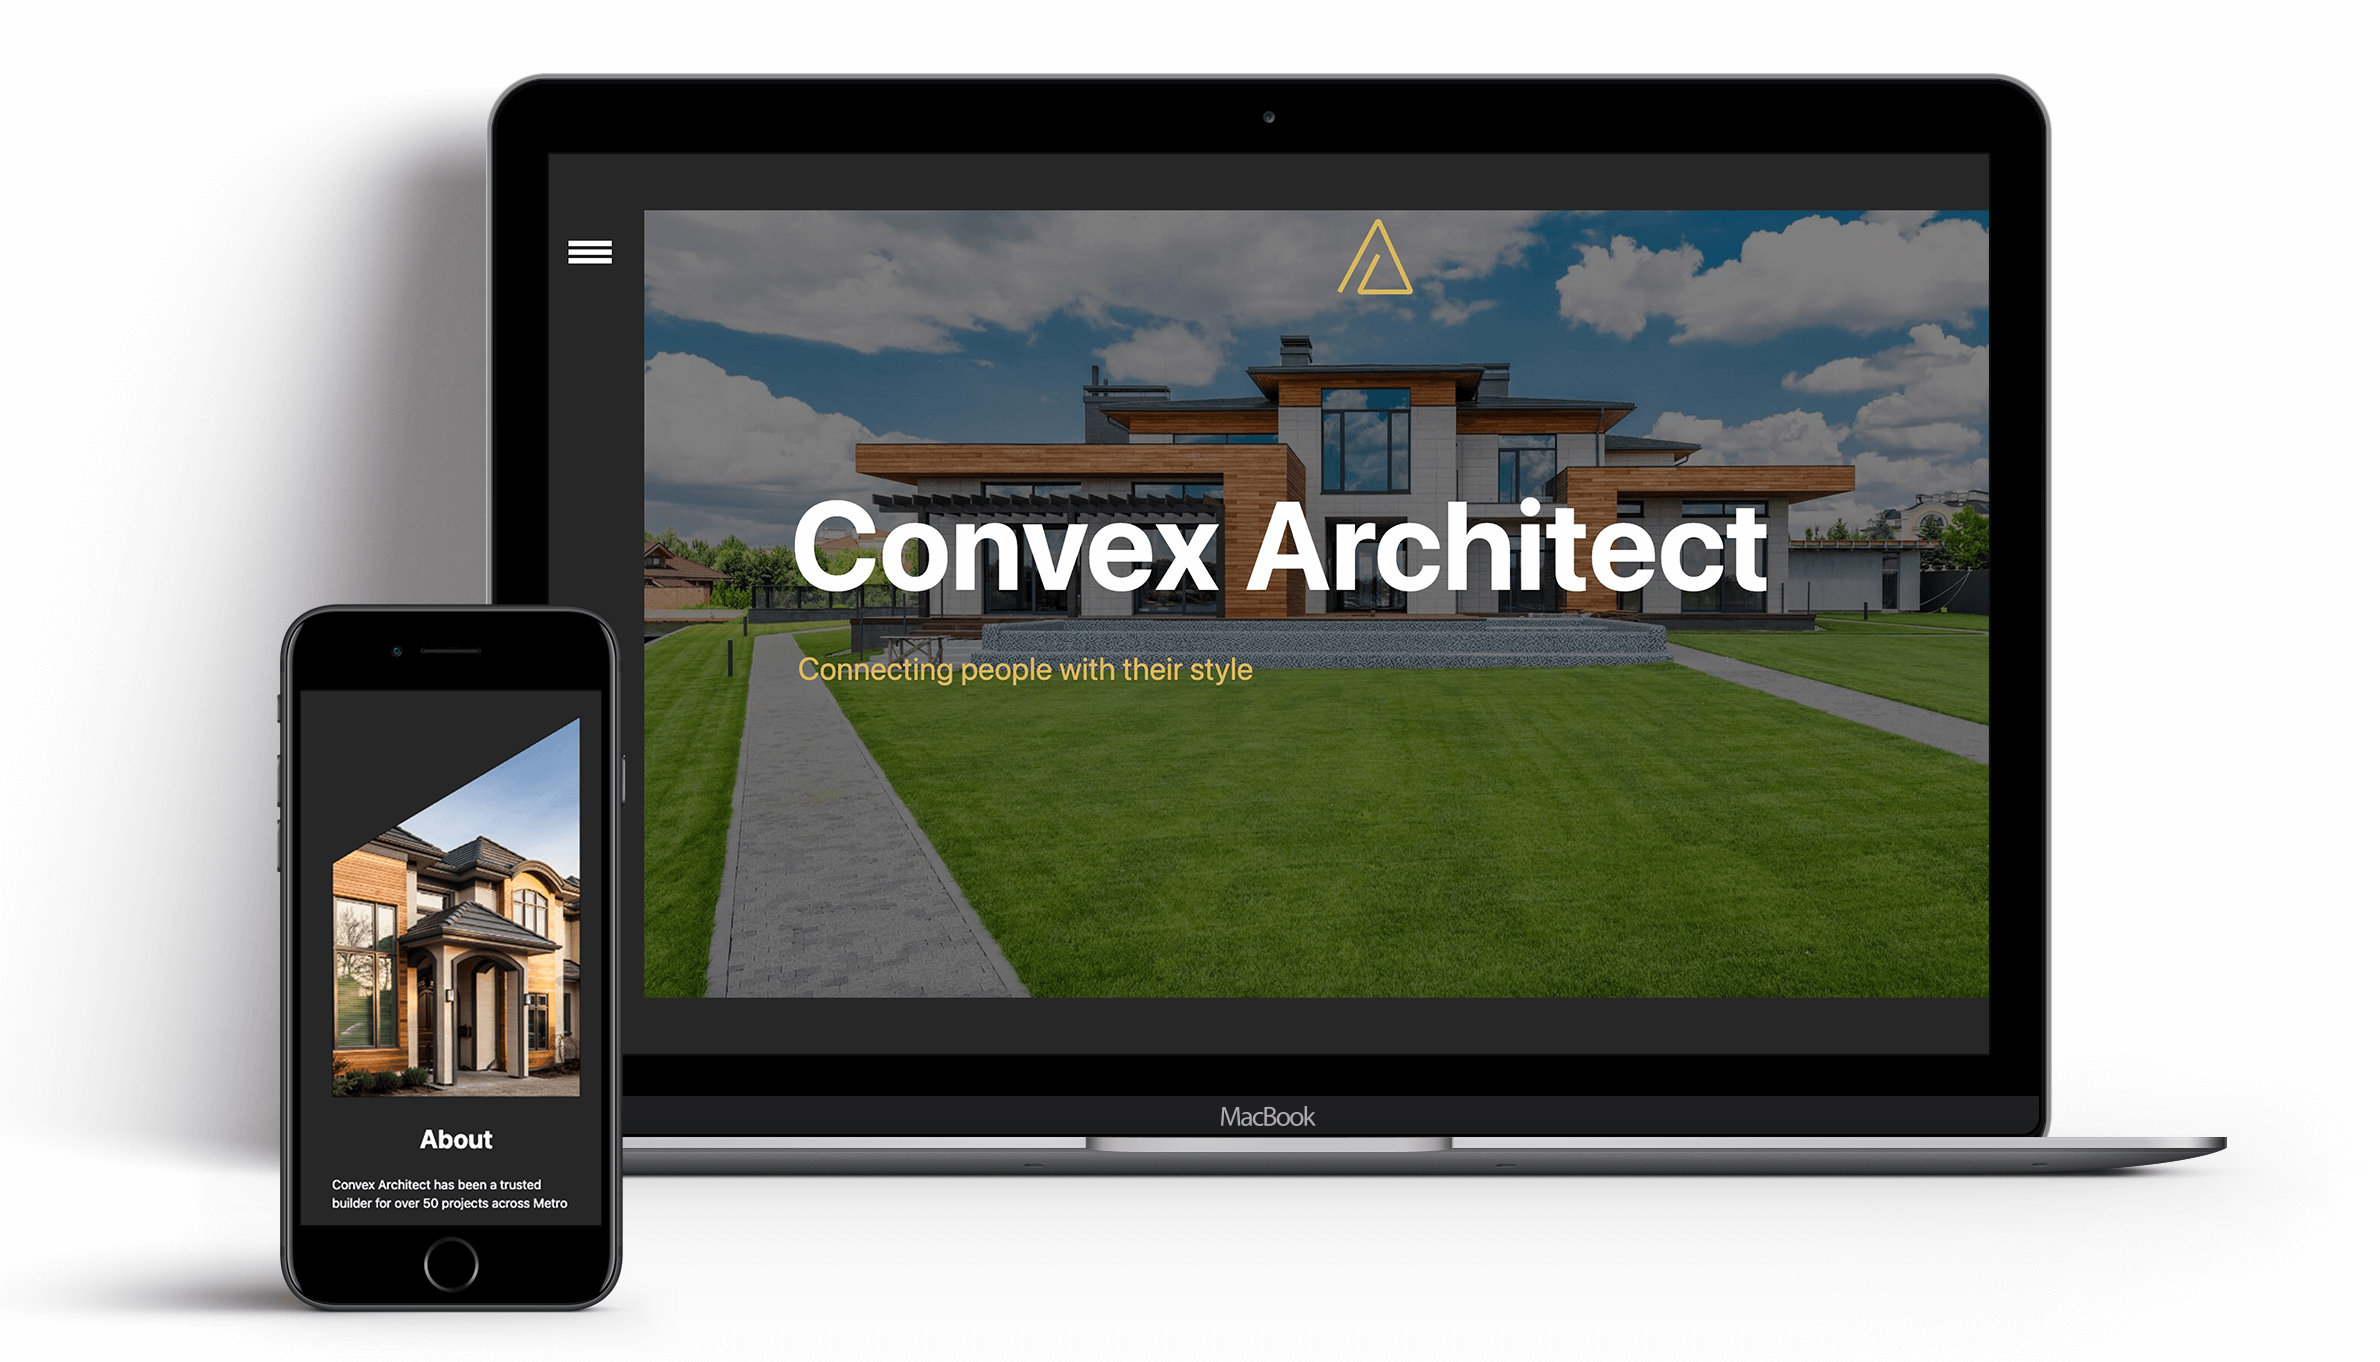 Convex Architect
Connecting people with their style
MacBook
About
Convex Architect has been a trusted
builder for over 50 projects across Metro